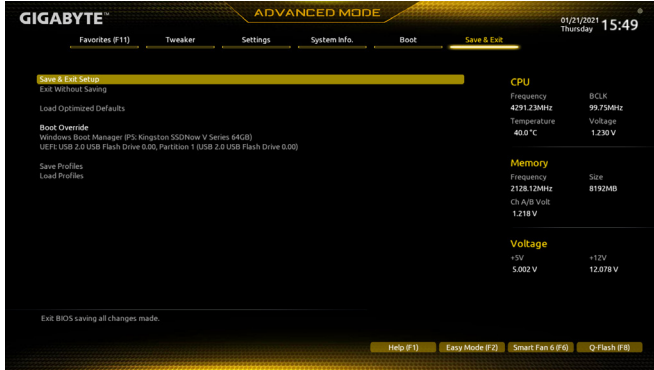 GIGABYTE™
ADVANCED MODE
01/21/2021 Thursday 15:49
Favorites (F11) Tweaker Settings System Info. Boot Save & Exit
Save & Exit Setup
Exit Without Saving
Load Optimized Defaults
Boot Override
Windows Boot Manager (P5: Kingston SSDNow V Series 64GB)
UEFI: USB 2.0 USB Flash Drive 0.00, Partition 1 (USB 2.0 USB Flash Drive 0.00)
Save Profiles
Load Profiles
CPU
Frequency BCLK
4291.23MHz 99.75MHz
Temperature Voltage
40.0 °C 1.230 V
Memory
Frequency Size
2128.12MHz 8192MB
Ch A/B Volt
1.218 V
Voltage
+5V +12V
5.002 V 12.078 V
Exit BIOS saving all changes made.
Help (F1) Easy Mode (F2) Smart Fan 6 (F6) Q-Flash (F8)